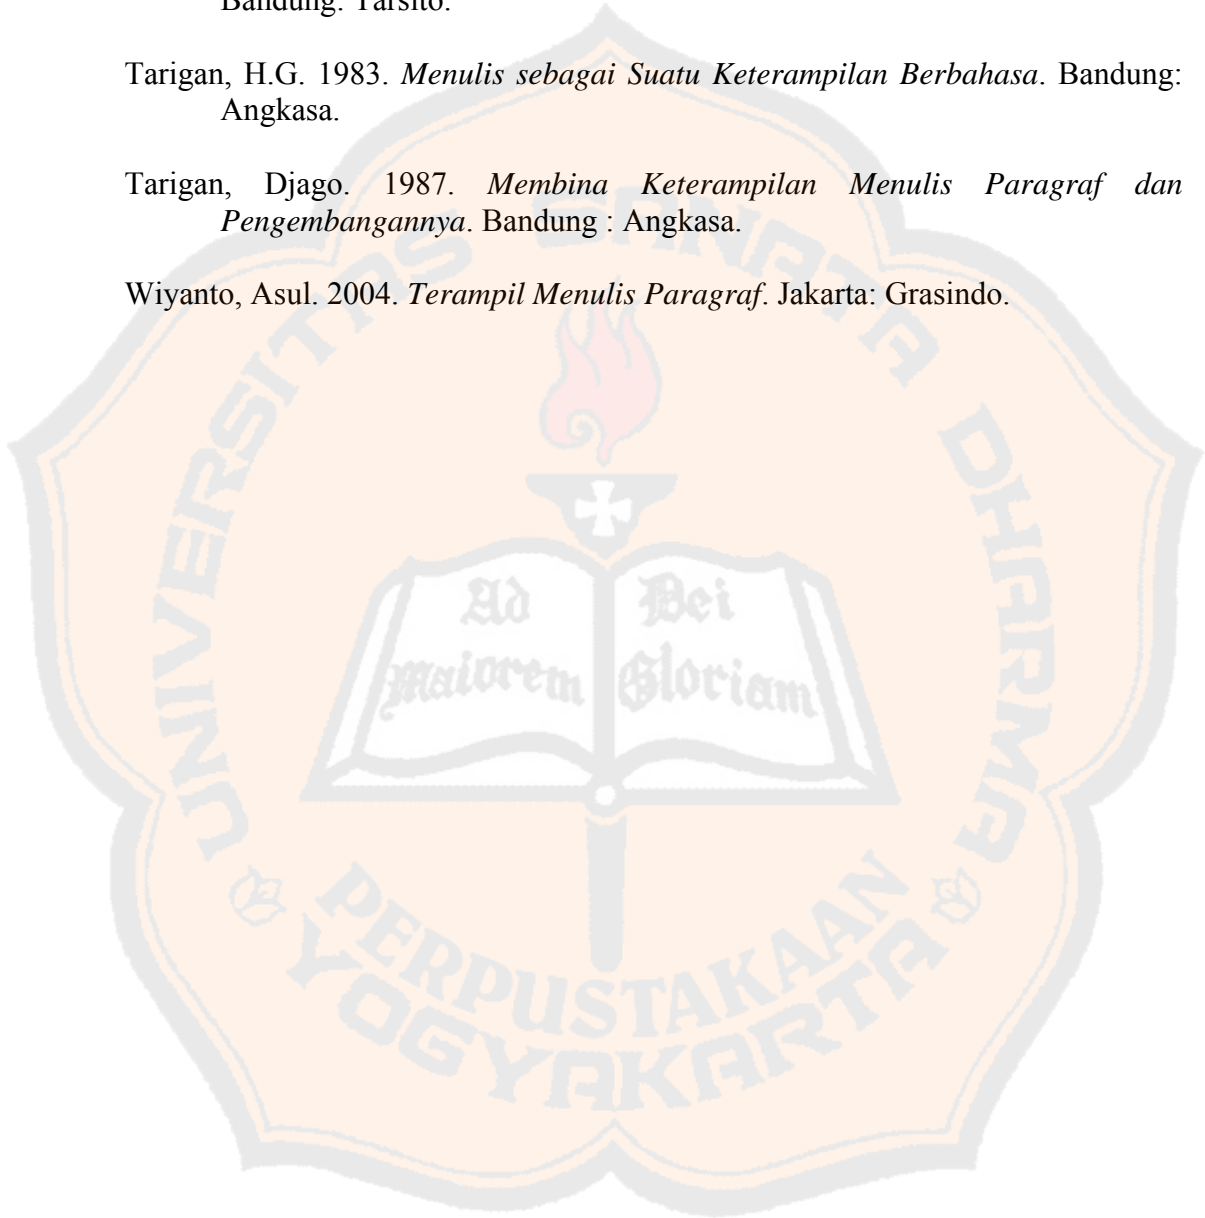 Bandung: Tarsito.
Tarigan, H.G. 1983. Menulis sebagai Suatu Keterampilan Berbahasa. Bandung:
Angkasa.
Tarigan, Djago. 1987. Membina Keterampilan Menulis Paragraf dan
Pengembangannya. Bandung : Angkasa.
Wiyanto, Asul. 2004. Terampil Menulis Paragraf. Jakarta: Grasindo.
UNIVERSITAS SANATA DHARMA
Ad Dei
maiorem Gloriam
PERPUSTAKAAN
YOGYAKARTA